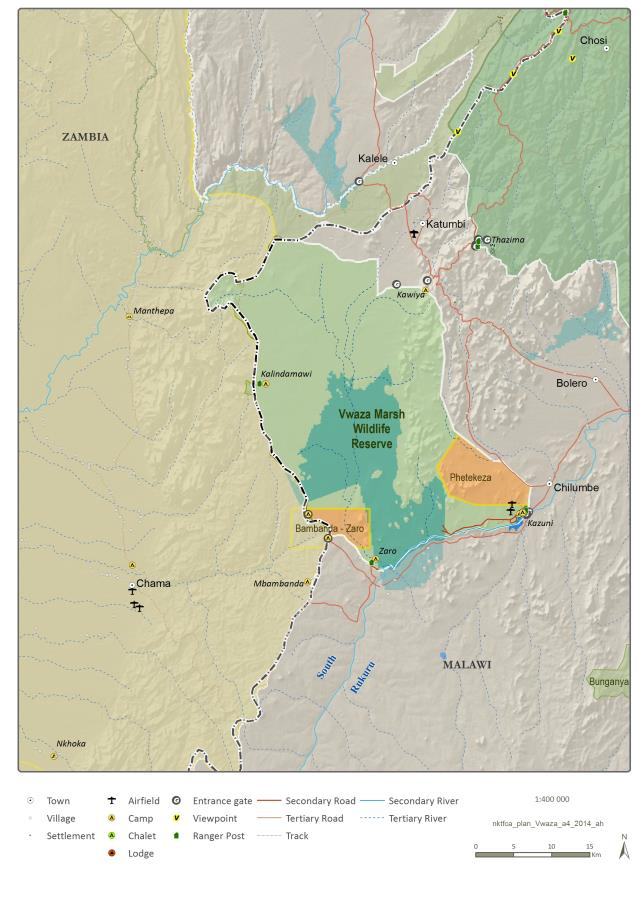 Chosi
ZAMBIA
Kalele
Katumbi
Thazima
Kawiya
Manthepa
Kalindamawi
Bolero
Vwaza Marsh
Wildlife
Reserve
Phetekeza
Chilumbe
Kazuni
Bambanda - Zaro
Zaro
Chama
Mbambanda
South
Rukuru
MALAWI
Bunganya
Nkhoka
Town
Airfield
Entrance gate
Secondary Road
Secondary River
1:400 000
Village
Camp
Viewpoint
Tertiary Road
Tertiary River
nktfca_plan_Vwaza_a4_2014_ah
Settlement
Chalet
Ranger Post
Track
N
Lodge
0 5 10 15
Km